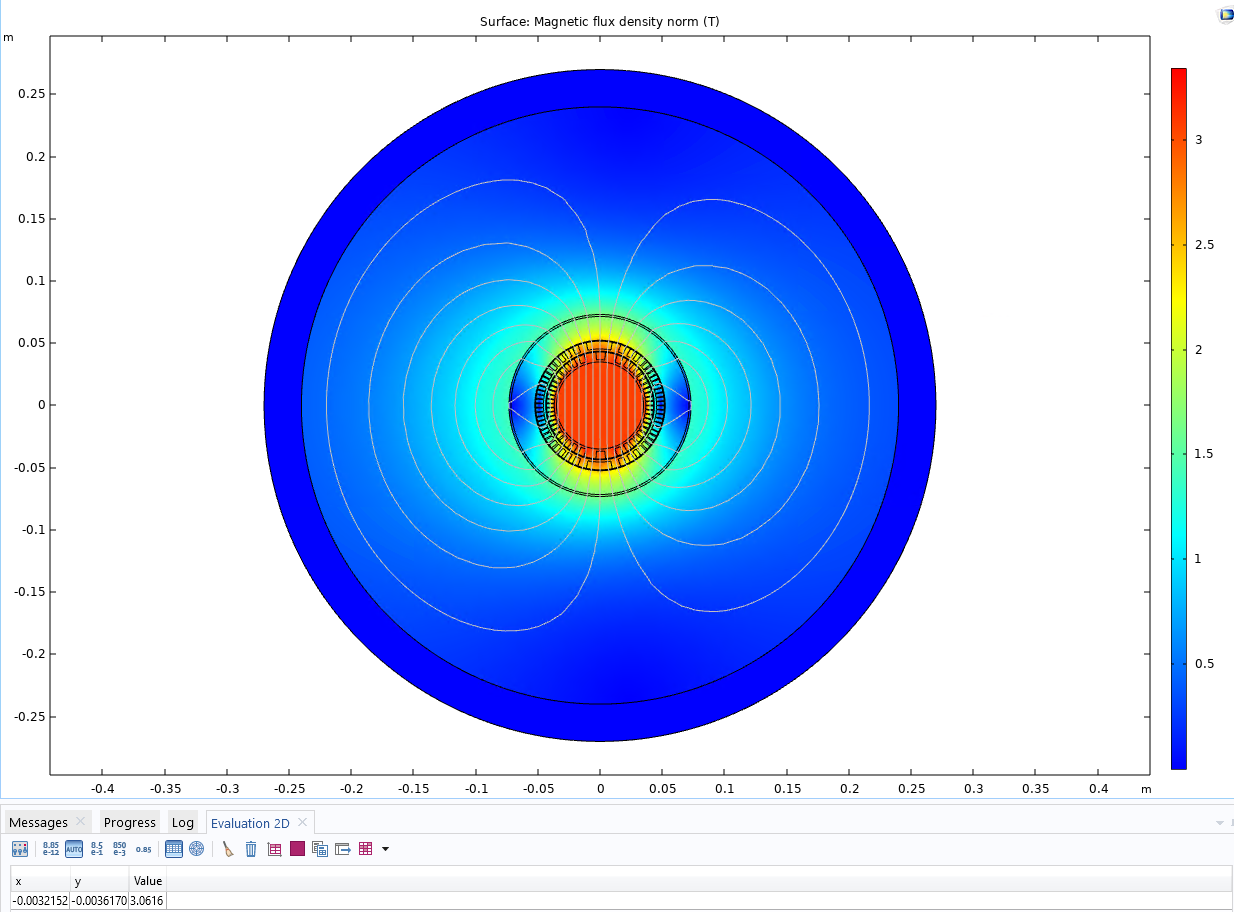 Surface: Magnetic flux density norm (T)
m
0.25
0.2
0.15
0.1
0.05
0
-0.05
-0.1
-0.15
-0.2
-0.25
-0.4 -0.35 -0.3 -0.25 -0.2 -0.15 -0.1 -0.05 0 0.05 0.1 0.15 0.2 0.25 0.3 0.35 0.4 m
3
2.5
2
1.5
1
0.5
Messages Progress Log Evaluation 2D
8.85 e-12 AUTO 8.5 e-1 850 e-3 0.85
x y Value
-0.0032152 -0.0036170 3.0616